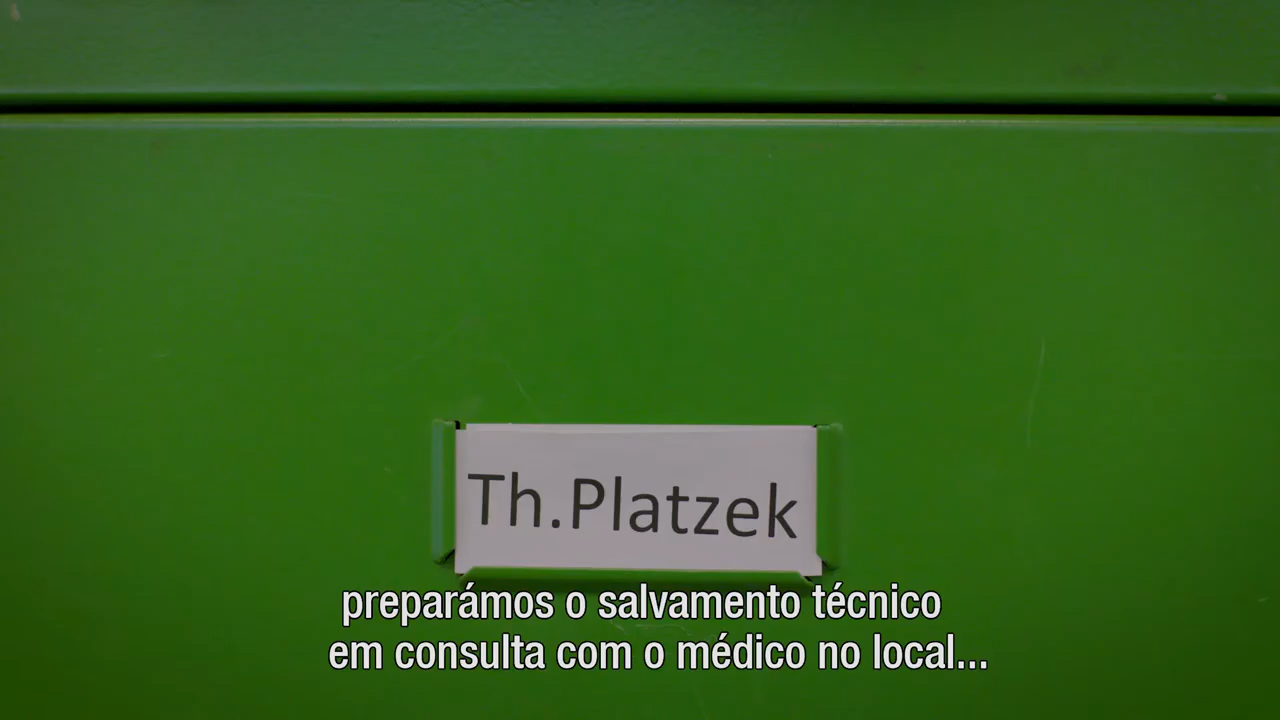 Th.Platzek
preparámos o salvamento técnico
em consulta com o médico no local...